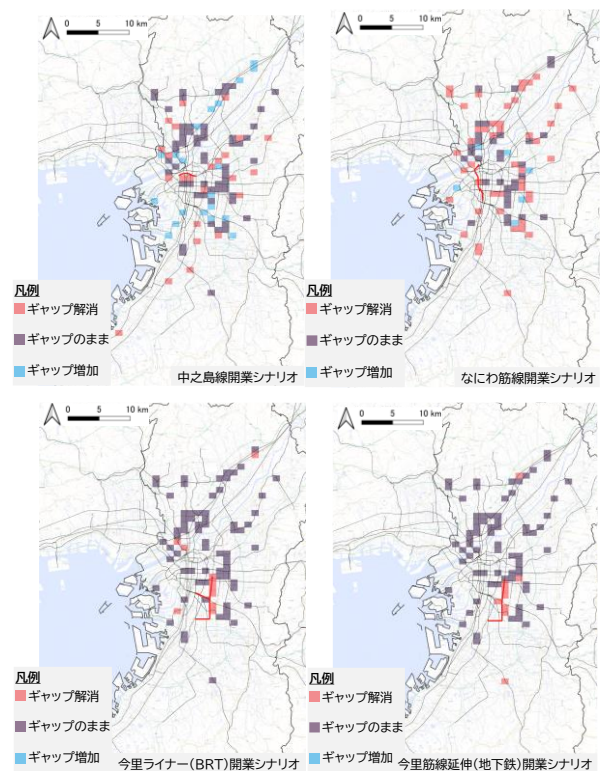 0 5 10 km
凡例
ギャップ解消
ギャップのまま
ギャップ増加
中之島線開業シナリオ
0 5 10 km
凡例
ギャップ解消
ギャップのまま
ギャップ増加
なにわ筋線開業シナリオ
0 5 10 km
凡例
ギャップ解消
ギャップのまま
ギャップ増加
今里ライナー(BRT)開業シナリオ
0 5 10 km
凡例
ギャップ解消
ギャップのまま
ギャップ増加
今里筋線延伸(地下鉄)開業シナリオ